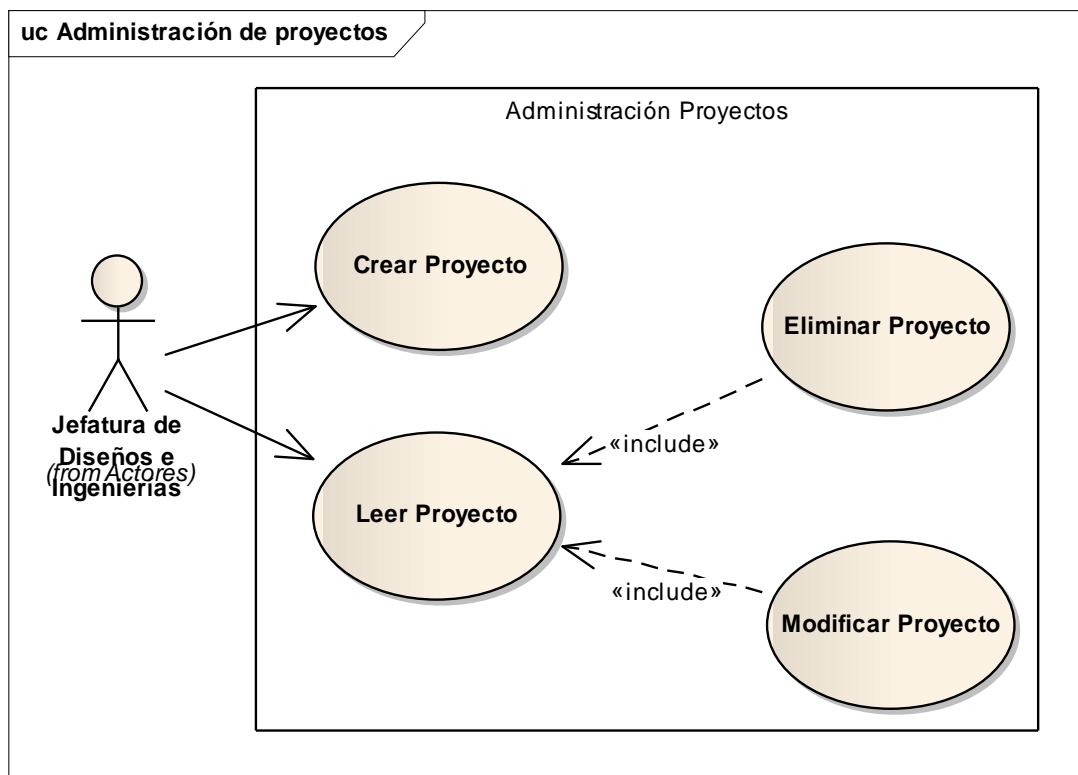 uc Administración de proyectos
Administración Proyectos
Crear Proyecto
Eliminar Proyecto
Jefatura de
Diseños e
(from Actores)
Ingenierías
«include»
Leer Proyecto
«include»
Modificar Proyecto